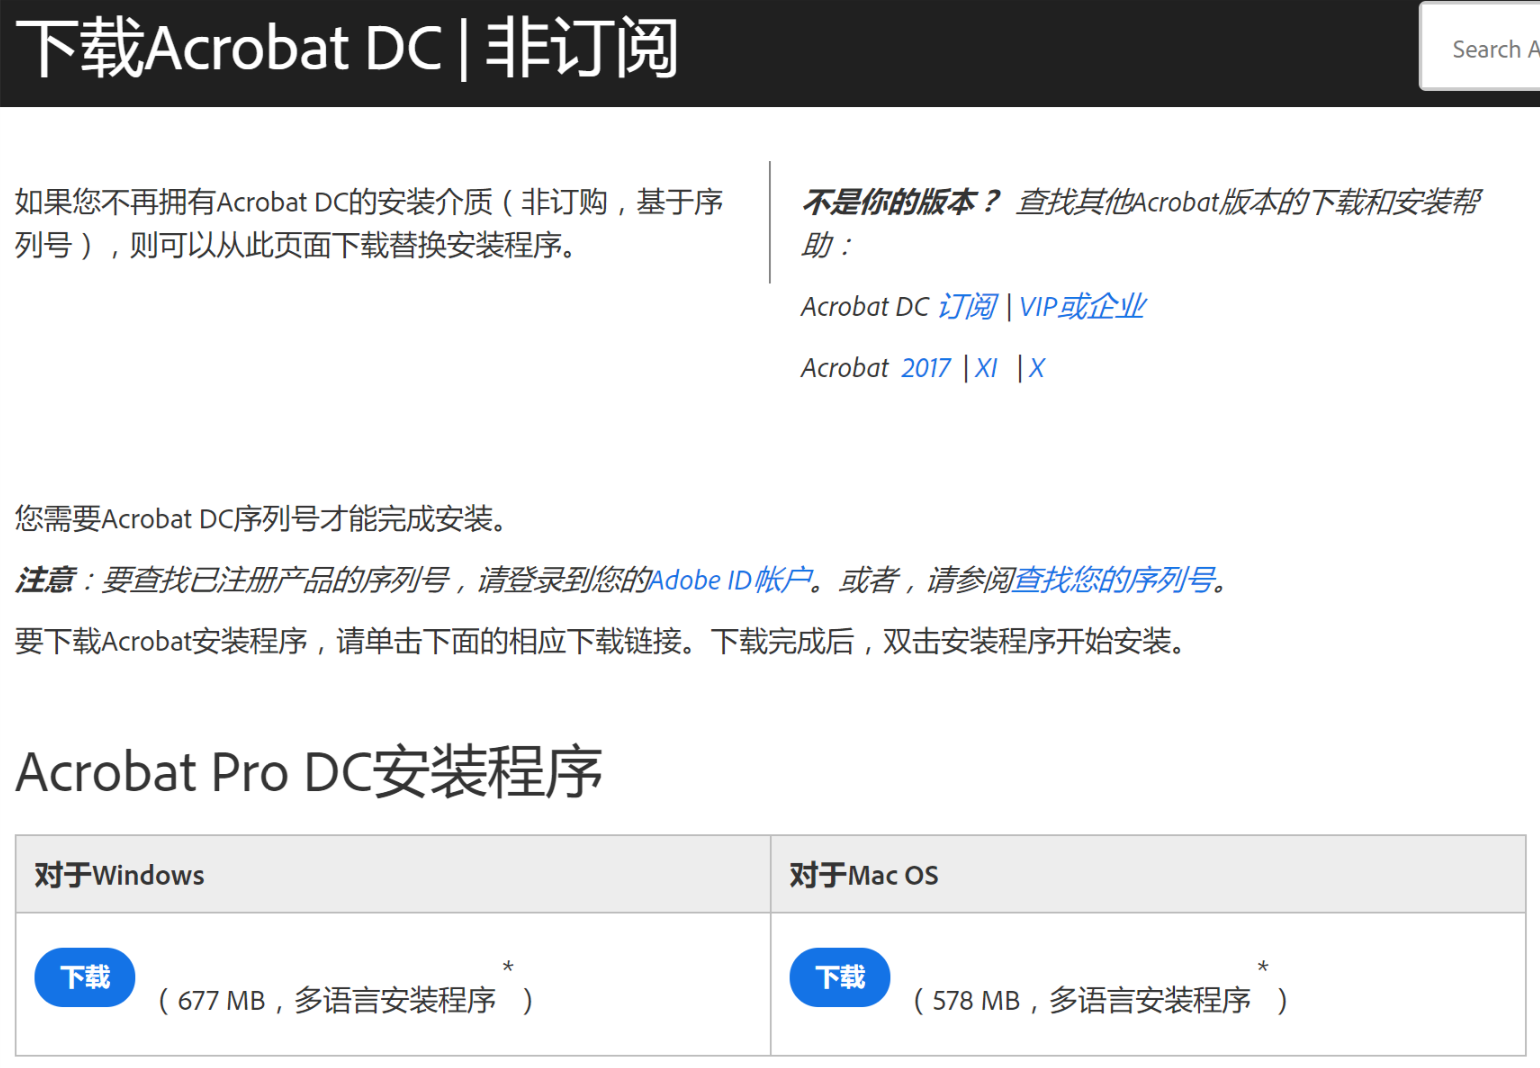 下载Acrobat DC | 非订阅
Search A
如果您不再拥有Acrobat DC的安装介质（非订购，基于序
列号），则可以从此页面下载替换安装程序。
不是你的版本？ 查找其他Acrobat版本的下载和安装帮
助：
Acrobat DC 订阅 | VIP或企业
Acrobat 2017 | XI | X
您需要Acrobat DC序列号才能完成安装。
注意：要查找已注册产品的序列号，请登录到您的Adobe ID帐户。或者，请参阅查找您的序列号。
要下载Acrobat安装程序，请单击下面的相应下载链接。下载完成后，双击安装程序开始安装。
Acrobat Pro DC安装程序
对于Windows
对于Mac OS
下载 （677 MB，多语言安装程序*）
下载 （578 MB，多语言安装程序*）